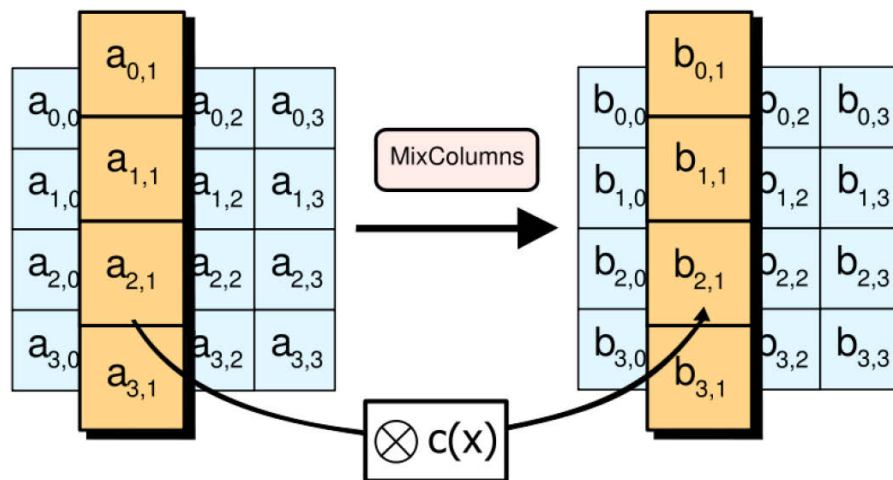 a0,0 a0,1 a0,2 a0,3
a1,0 a1,1 a1,2 a1,3
a2,0 a2,1 a2,2 a2,3
a3,0 a3,1 a3,2 a3,3
MixColumns
b0,0 b0,1 b0,2 b0,3
b1,0 b1,1 b1,2 b1,3
b2,0 b2,1 b2,2 b2,3
b3,0 b3,1 b3,2 b3,3
⊗ c(x)